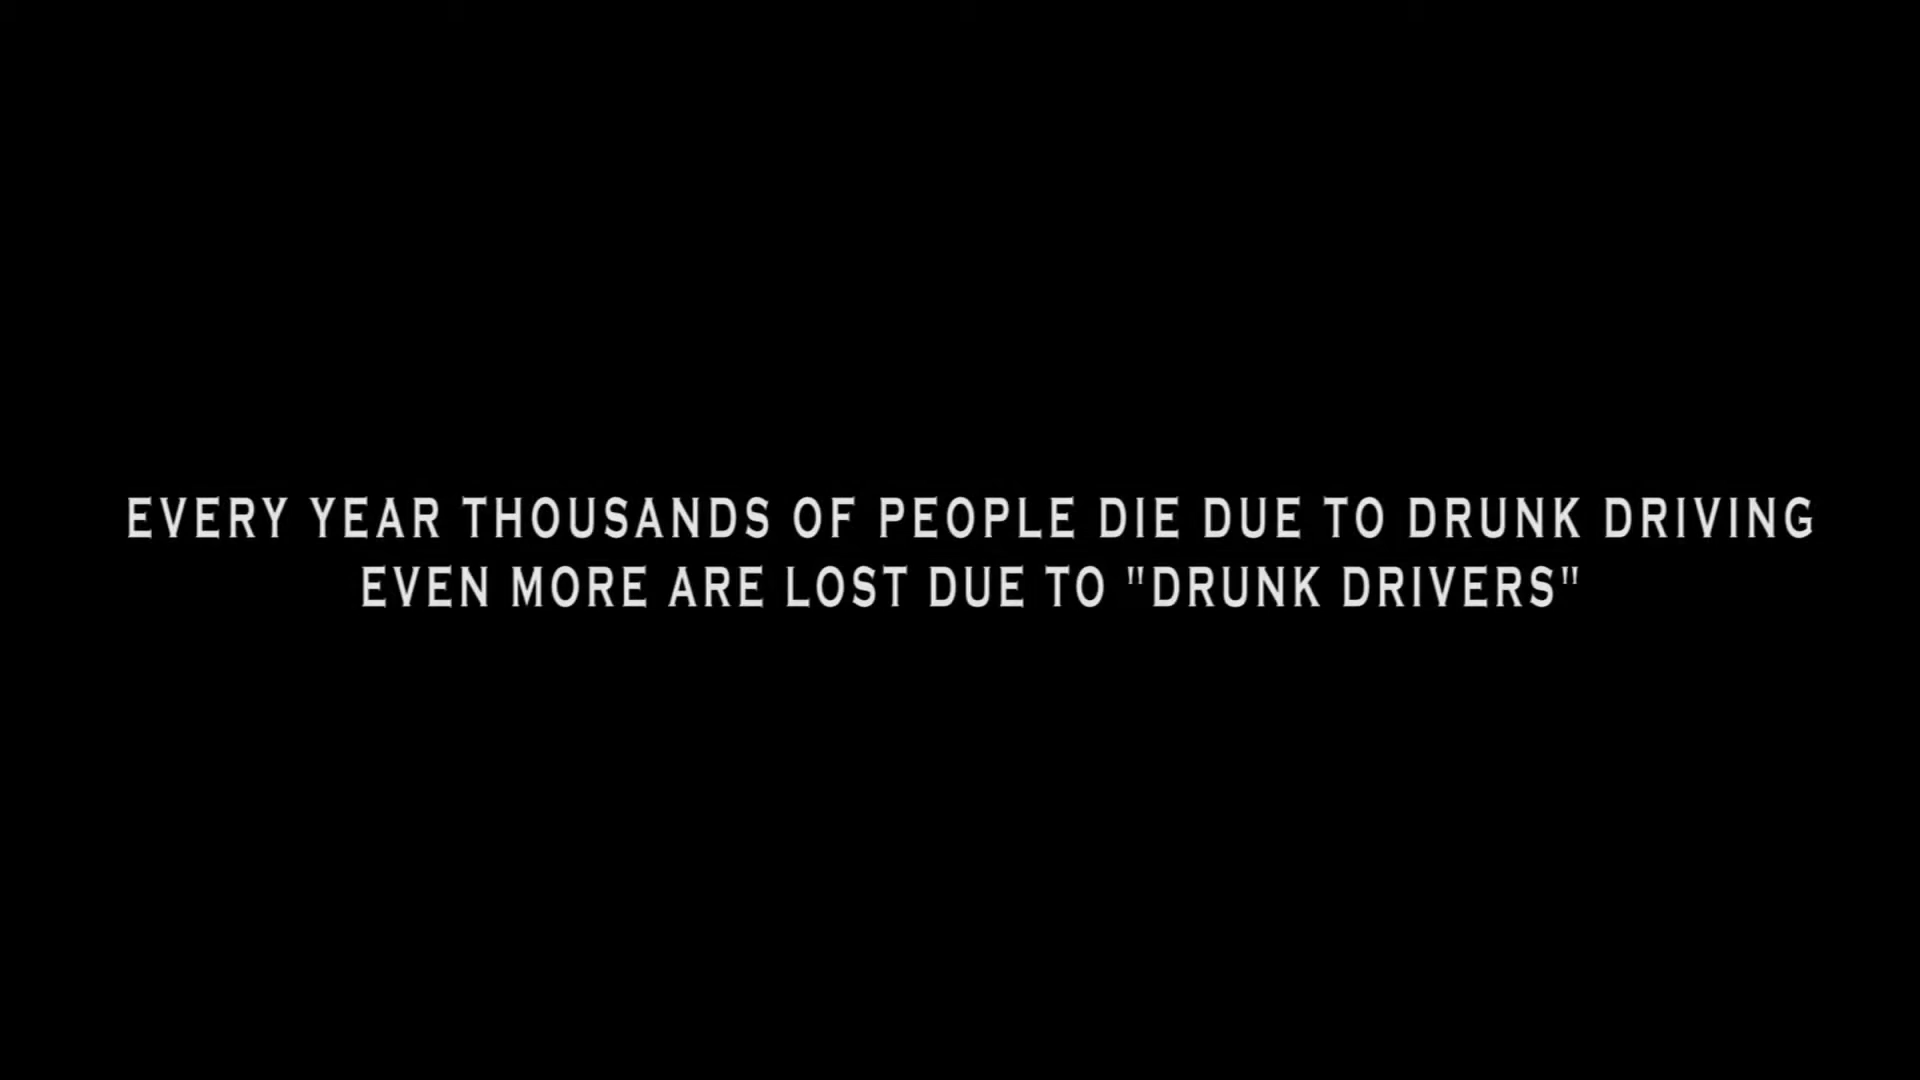 EVERY YEAR THOUSANDS OF PEOPLE DIE DUE TO DRUNK DRIVING
EVEN MORE ARE LOST DUE TO "DRUNK DRIVERS"